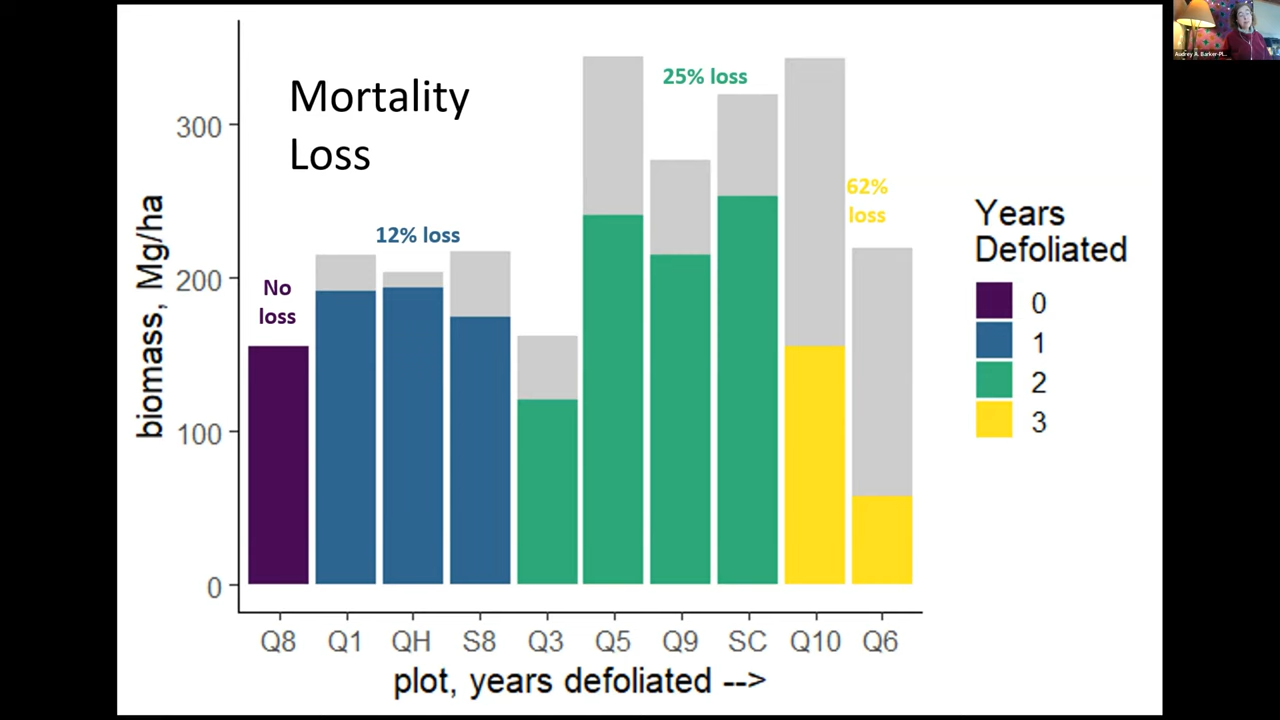 Mortality
Loss
25% loss
62%
loss
12% loss
No
loss
biomass, Mg/ha
300
200
100
0
Q8 Q1 QH S8 Q3 Q5 Q9 SC Q10 Q6
plot, years defoliated -->
Years
Defoliated
0
1
2
3